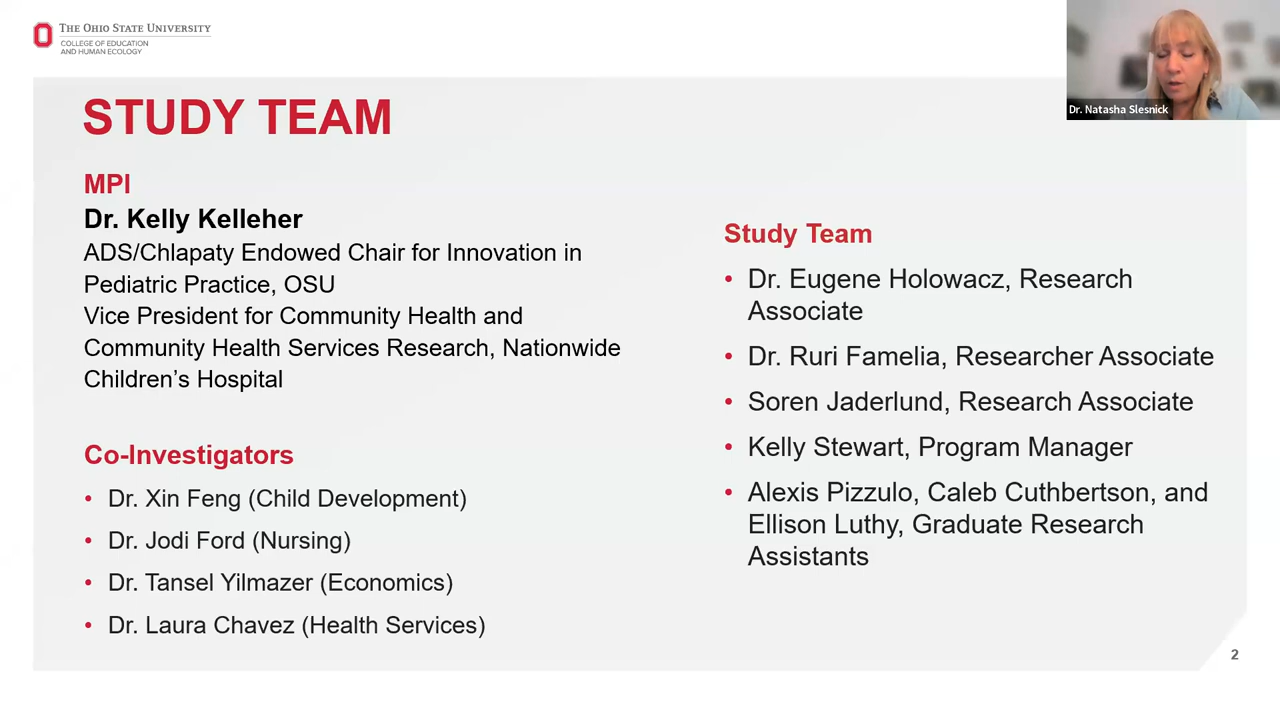 THE OHIO STATE UNIVERSITY
COLLEGE OF EDUCATION
AND HUMAN ECOLOGY
Dr. Natasha Slesnick
STUDY TEAM
MPI
Dr. Kelly Kelleher
ADS/Chlapaty Endowed Chair for Innovation in
Pediatric Practice, OSU
Vice President for Community Health and
Community Health Services Research, Nationwide
Children’s Hospital
Co-Investigators
• Dr. Xin Feng (Child Development)
• Dr. Jodi Ford (Nursing)
• Dr. Tansel Yilmazer (Economics)
• Dr. Laura Chavez (Health Services)
Study Team
• Dr. Eugene Holowacz, Research
Associate
• Dr. Ruri Famelia, Researcher Associate
• Soren Jaderlund, Research Associate
• Kelly Stewart, Program Manager
• Alexis Pizzulo, Caleb Cuthbertson, and
Ellison Luthy, Graduate Research
Assistants
2